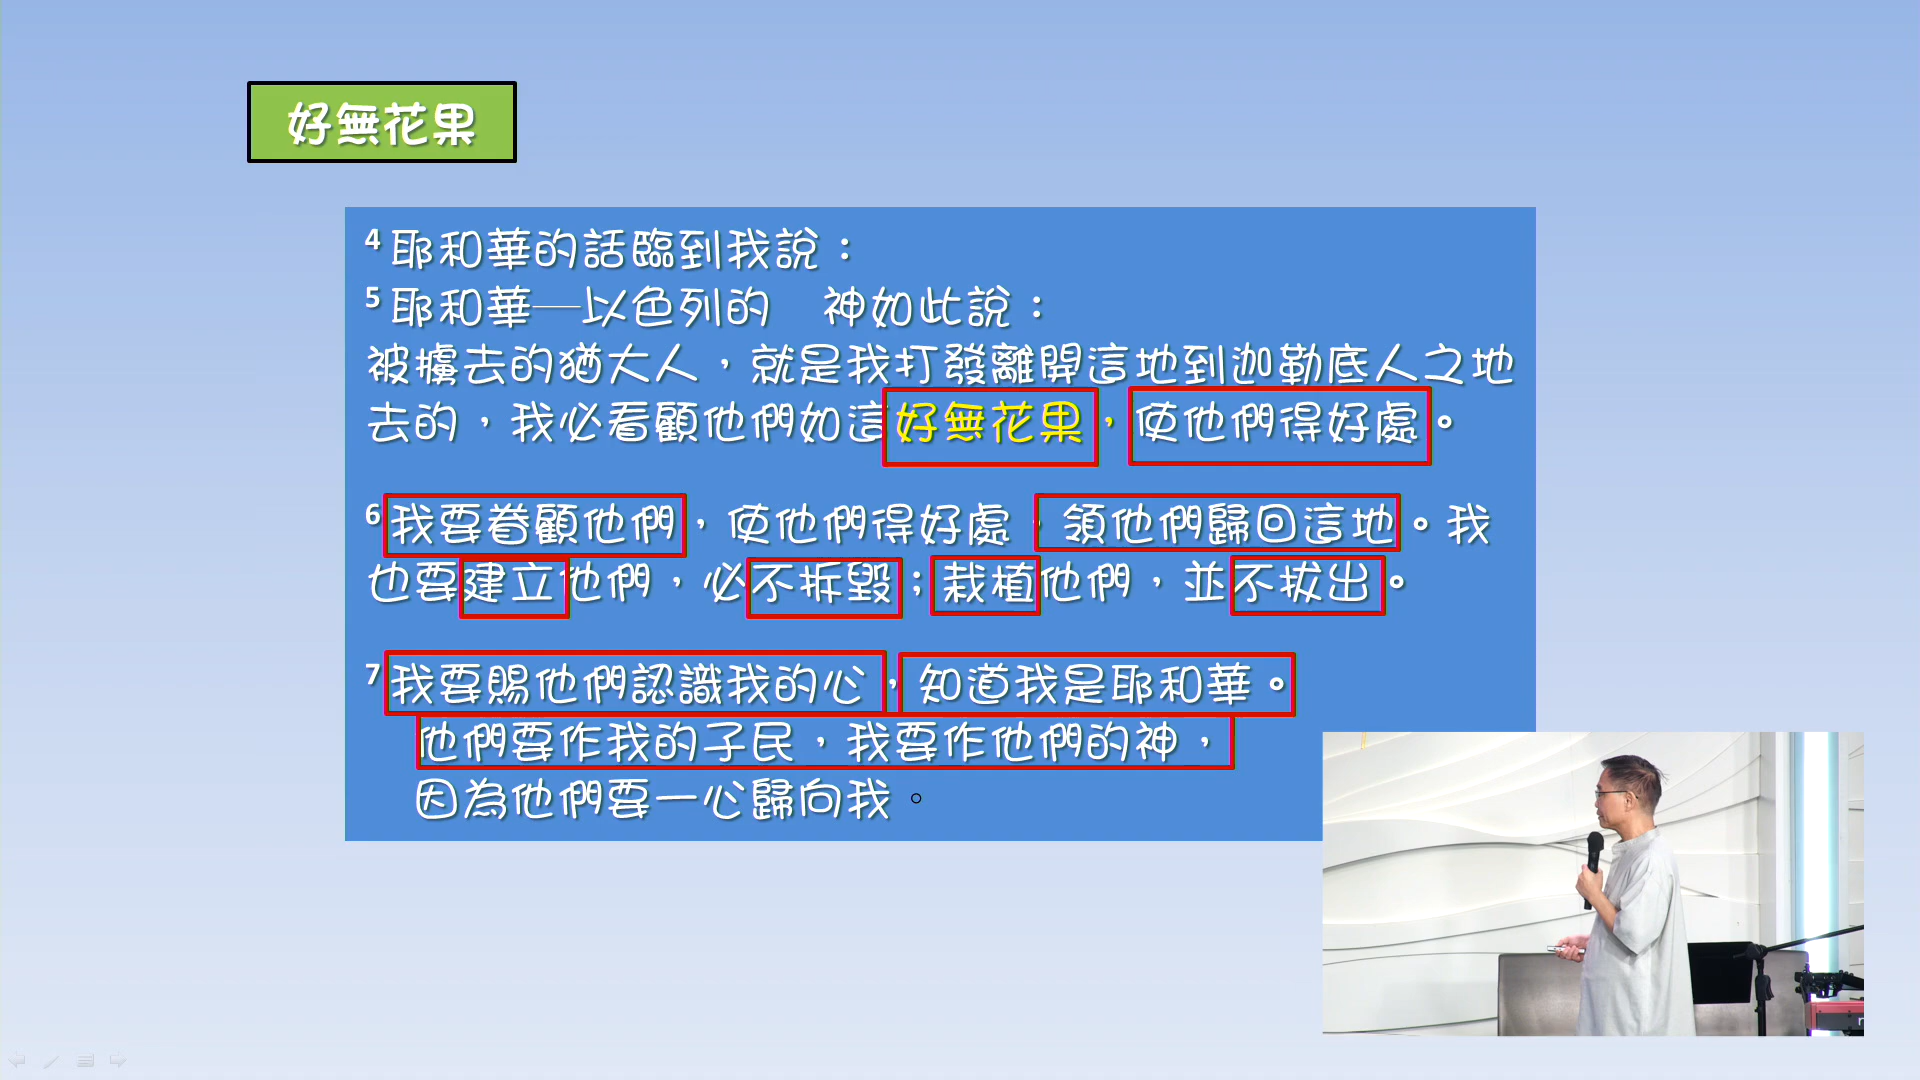 好無花果
4 耶和華的話臨到我說：
5 耶和華—以色列的　神如此說：
被擄去的猶大人，就是我打發離開這地到迦勒底人之地
去的，我必看顧他們如這好無花果，使他們得好處。
6 我要眷顧他們，使他們得好處，領他們歸回這地。我
也要建立他們，必不拆毀；栽植他們，並不拔出。
7 我要賜他們認識我的心，知道我是耶和華。
他們要作我的子民，我要作他們的神，
因為他們要一心歸向我。